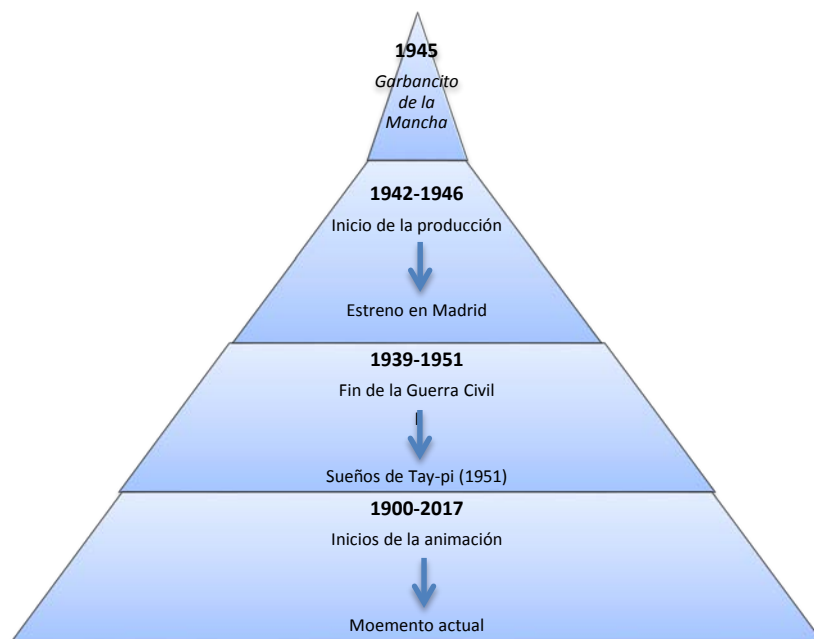 1945
Garbancito
de la
Mancha
1942-1946
Inicio de la producción
Estreno en Madrid
1939-1951
Fin de la Guerra Civil
Sueños de Tay-pi (1951)
1900-2017
Inicios de la animación
Moemento actual